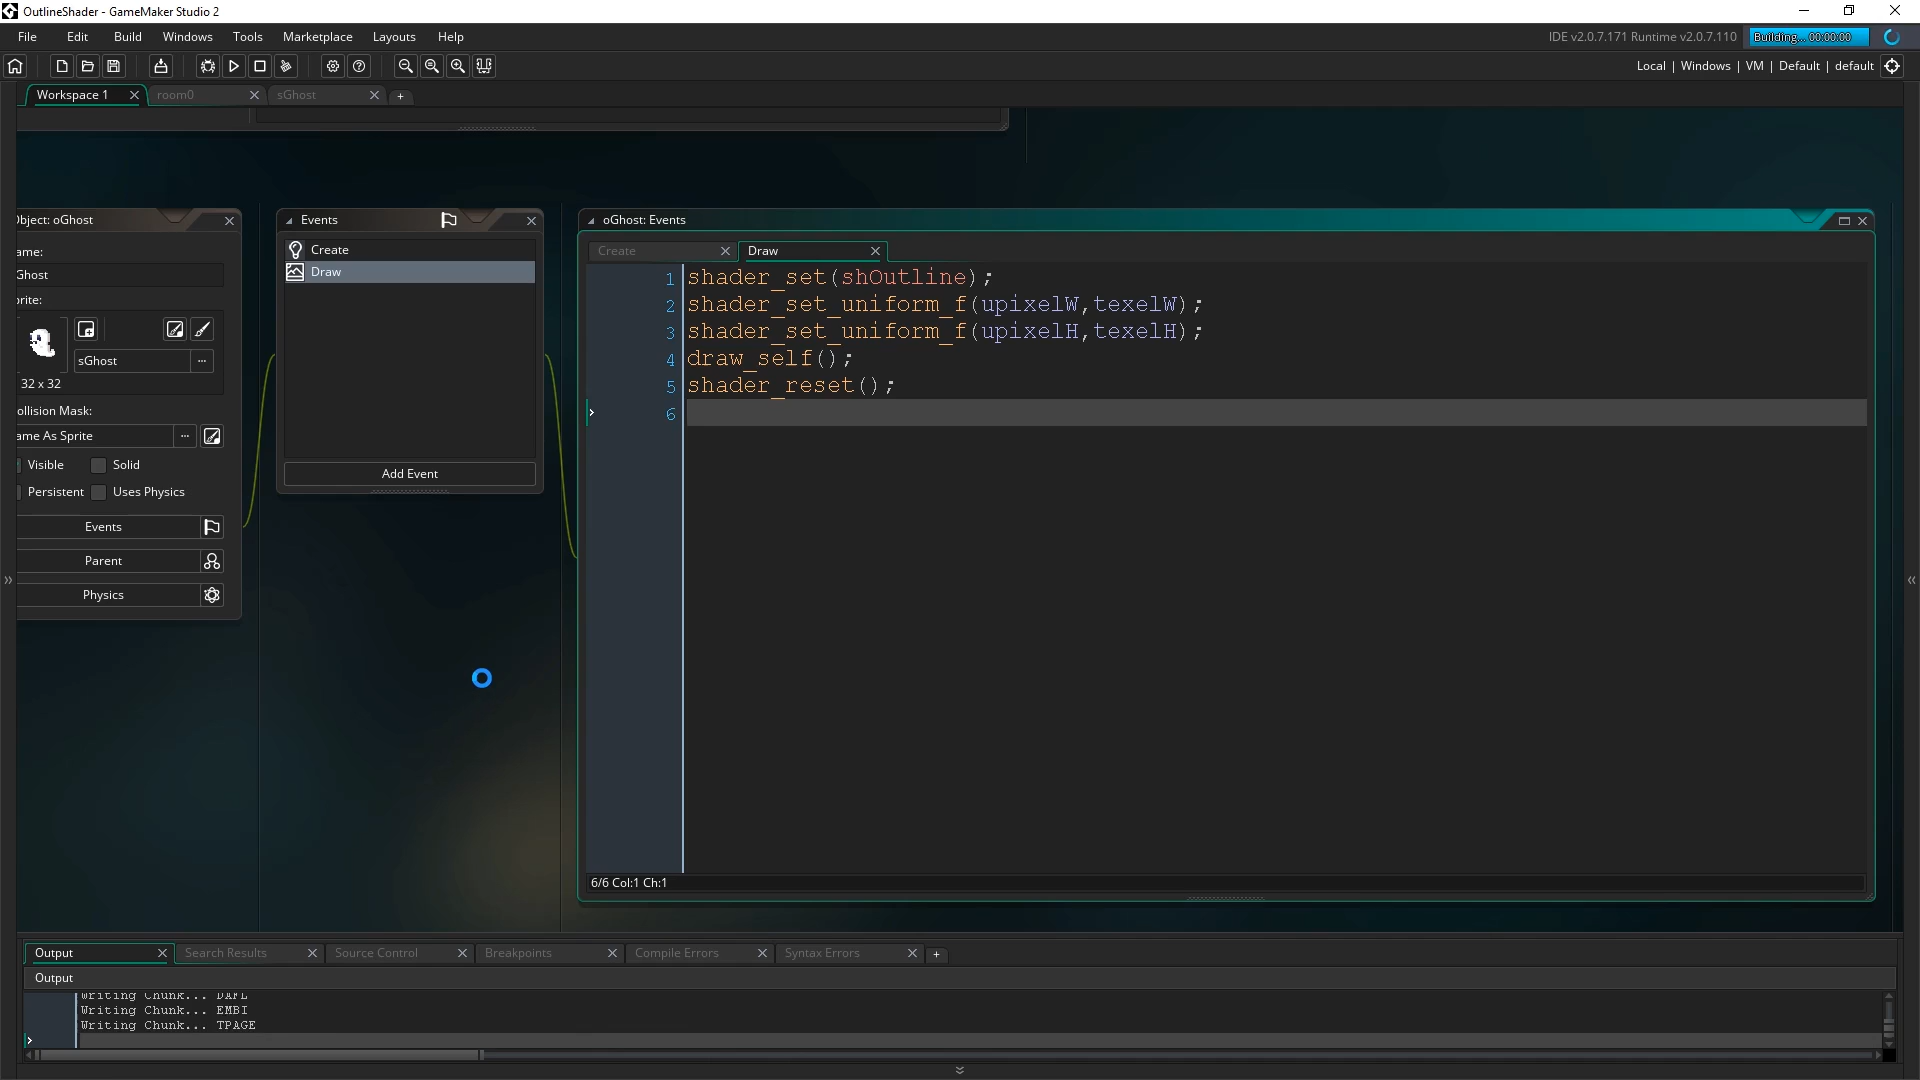 OutlineShader - GameMaker Studio 2
File Edit Build Windows Tools Marketplace Layouts Help
IDE v2.0.7.171 Runtime v2.0.7.110 Building... 00:00:00
Local | Windows | VM | Default | default
Workspace 1 room0 sGhost
Object: oGhost
ame:
Ghost
prite:
sGhost
32 x 32
ollision Mask:
ame As Sprite
Visible Solid
Persistent Uses Physics
Events
Parent
Physics
Events
Create
Draw
Add Event
oGhost: Events
Create Draw
1 shader_set(shOutline);
2 shader_set_uniform_f(upixelW,texelW);
3 shader_set_uniform_f(upixelH,texelH);
4 draw_self();
5 shader_reset();
6
6/6 Col:1 Ch:1
Output Search Results Source Control Breakpoints Compile Errors Syntax Errors
Output
Writing Chunk... DAFL
Writing Chunk... EMBI
Writing Chunk... TPAGE